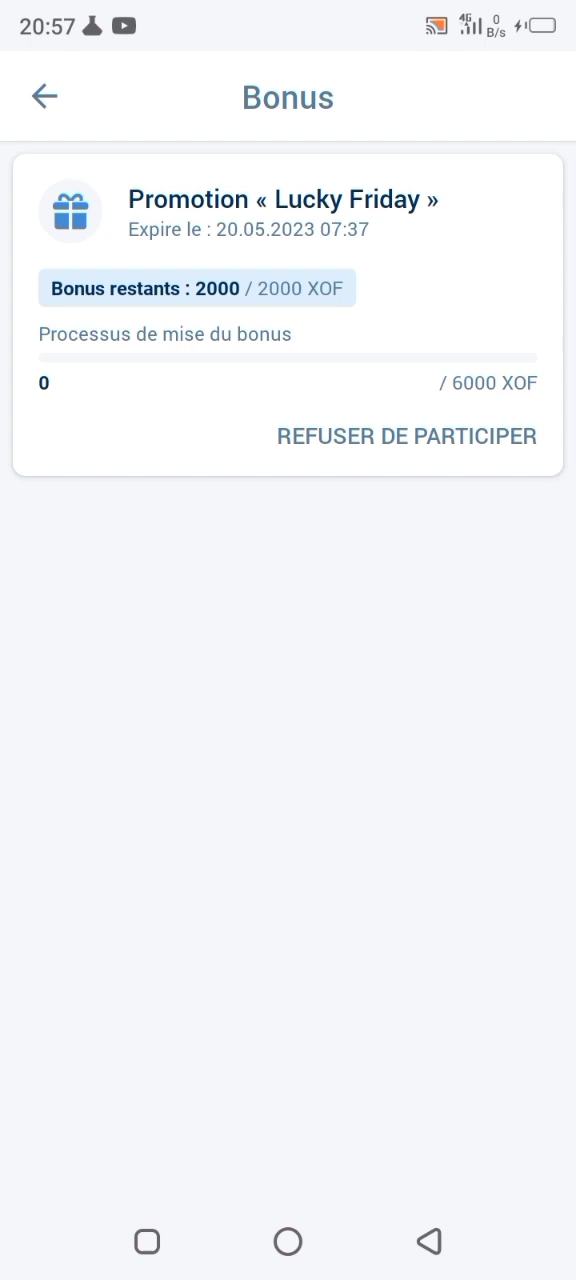 20:57
4G
0
B/s
Bonus
Promotion « Lucky Friday »
Expire le : 20.05.2023 07:37
Bonus restants : 2000 / 2000 XOF
Processus de mise du bonus
0 / 6000 XOF
REFUSER DE PARTICIPER